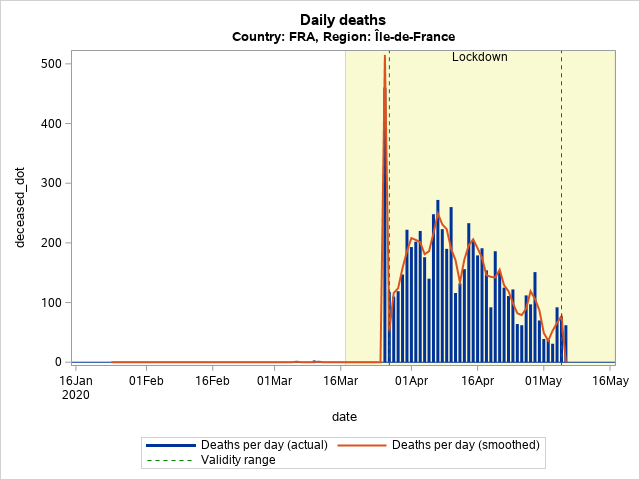 Daily deaths
Country: FRA, Region: Île-de-France
Lockdown
deceased_dot
500
400
300
200
100
0
16Jan 01Feb 16Feb 01Mar 16Mar 01Apr 16Apr 01May 16May
2020
date
Deaths per day (actual) Deaths per day (smoothed)
Validity range